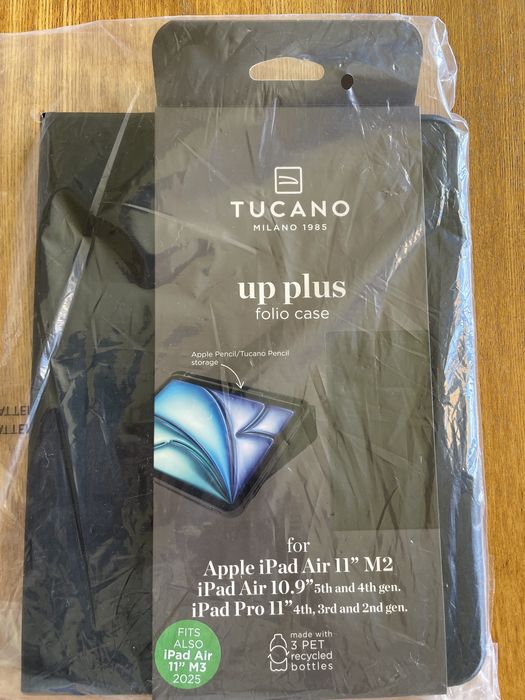 TUCANO
MILANO 1985
up plus
folio case
Apple Pencil/Tucano Pencil
storage
for
Apple iPad Air 11” M2
iPad Air 10.9” 5th and 4th gen.
iPad Pro 11” 4th, 3rd and 2nd gen.
FITS
ALSO
iPad Air
11” M3
2025
made with
3 PET
recycled
bottles